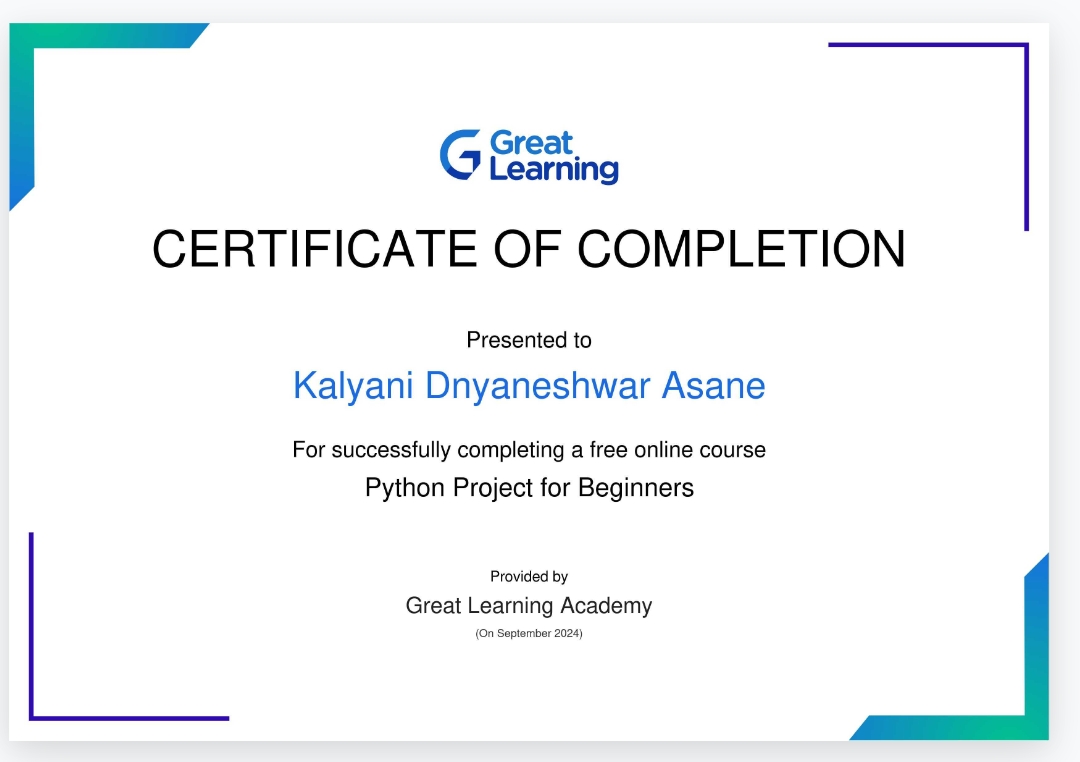 Great
Learning
CERTIFICATE OF COMPLETION
Presented to
Kalyani Dnyaneshwar Asane
For successfully completing a free online course
Python Project for Beginners
Provided by
Great Learning Academy
(On September 2024)